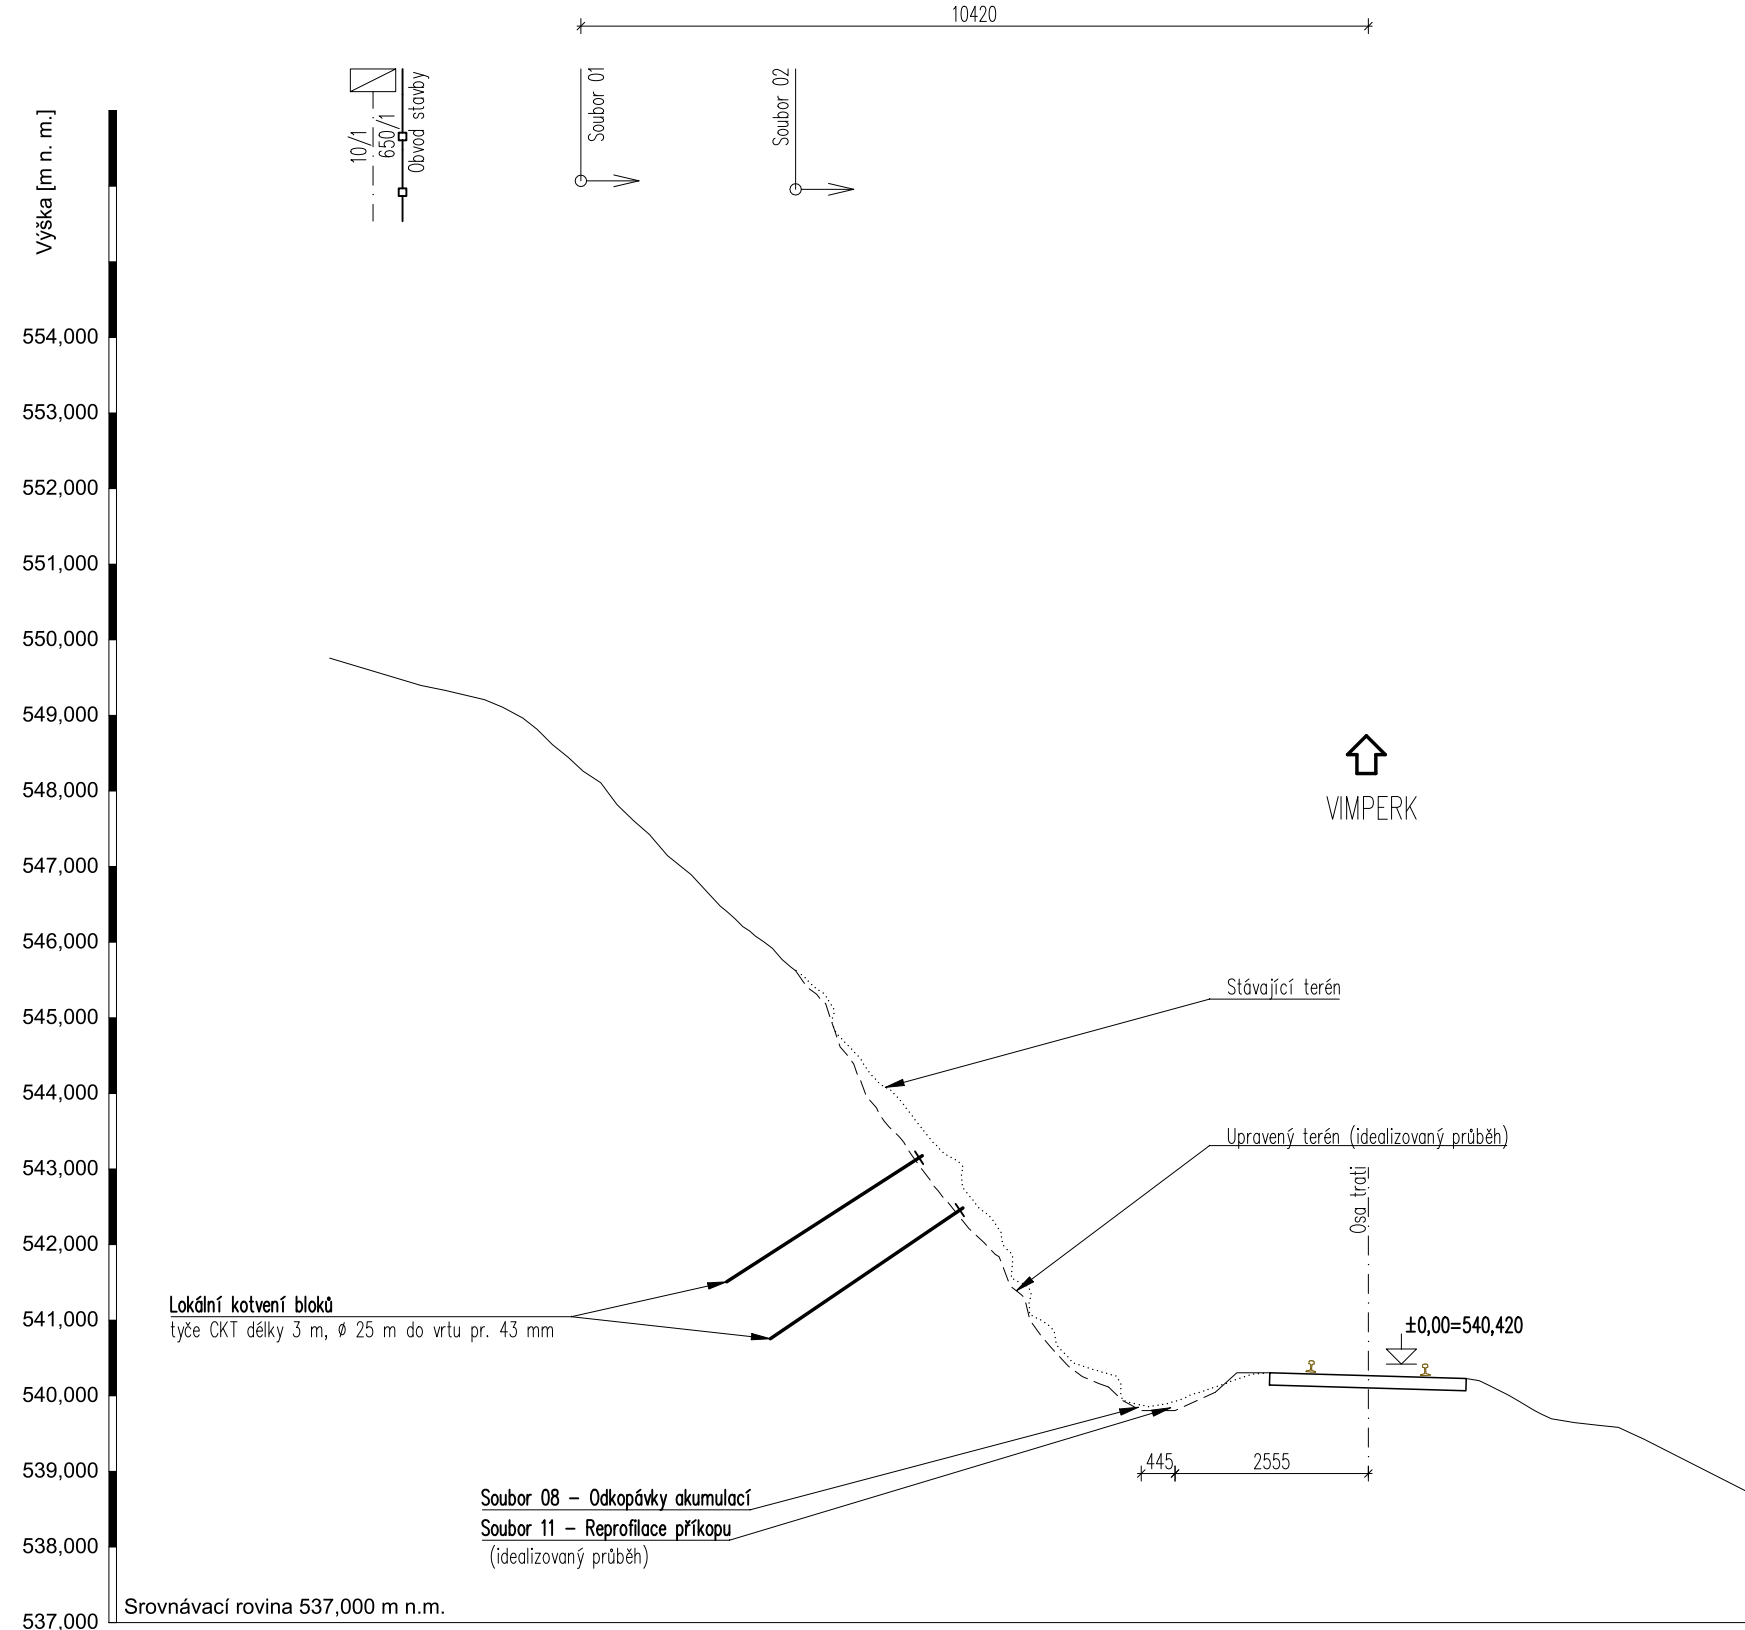 10420
Výška [m n. m.]
10/1
650/1
Obvod stavby
Soubor 01
Soubor 02
554,000
553,000
552,000
551,000
550,000
549,000
548,000
VIMPERK
547,000
546,000
Stávající terén
545,000
544,000
Upravený terén (idealizovaný průběh)
543,000
Osa trati
542,000
Lokální kotvení bloků
tyče CKT délky 3 m, ϕ 25 m do vrtu pr. 43 mm
541,000
±0,00=540,420
540,000
539,000
445
2555
Soubor 08 – Odkopávky akumulací
Soubor 11 – Reprofilace příkopu
(idealizovaný průběh)
538,000
Srovnávací rovina 537,000 m n.m.
537,000